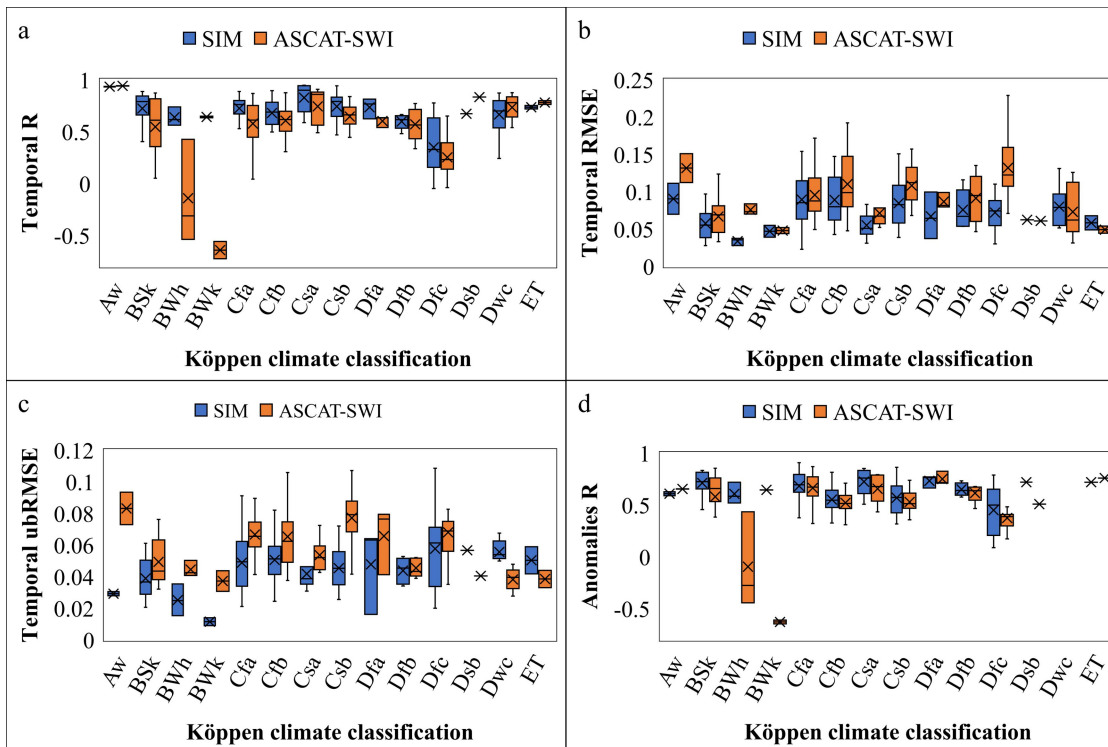 a
SIM ASCAT-SWI
Temporal R
1
0.5
0
-0.5
Aw BSk BWh BWk Cfa Cfb Csa Csb Dfa Dfb Dfc Dsb Dwc ET
Köppen climate classification
b
SIM ASCAT-SWI
Temporal RMSE
0.25
0.2
0.15
0.1
0.05
0
Aw BSk BWh BWk Cfa Cfb Csa Csb Dfa Dfb Dfc Dsb Dwc ET
Köppen climate classification
c
SIM ASCAT-SWI
Temporal ubRMSE
0.12
0.1
0.08
0.06
0.04
0.02
0
Aw BSk BWh BWk Cfa Cfb Csa Csb Dfa Dfb Dfc Dsb Dwc ET
Köppen climate classification
d
SIM ASCAT-SWI
Anomalies R
1
0.5
0
-0.5
Aw BSk BWh BWk Cfa Cfb Csa Csb Dfa Dfb Dfc Dsb Dwc ET
Köppen climate classification